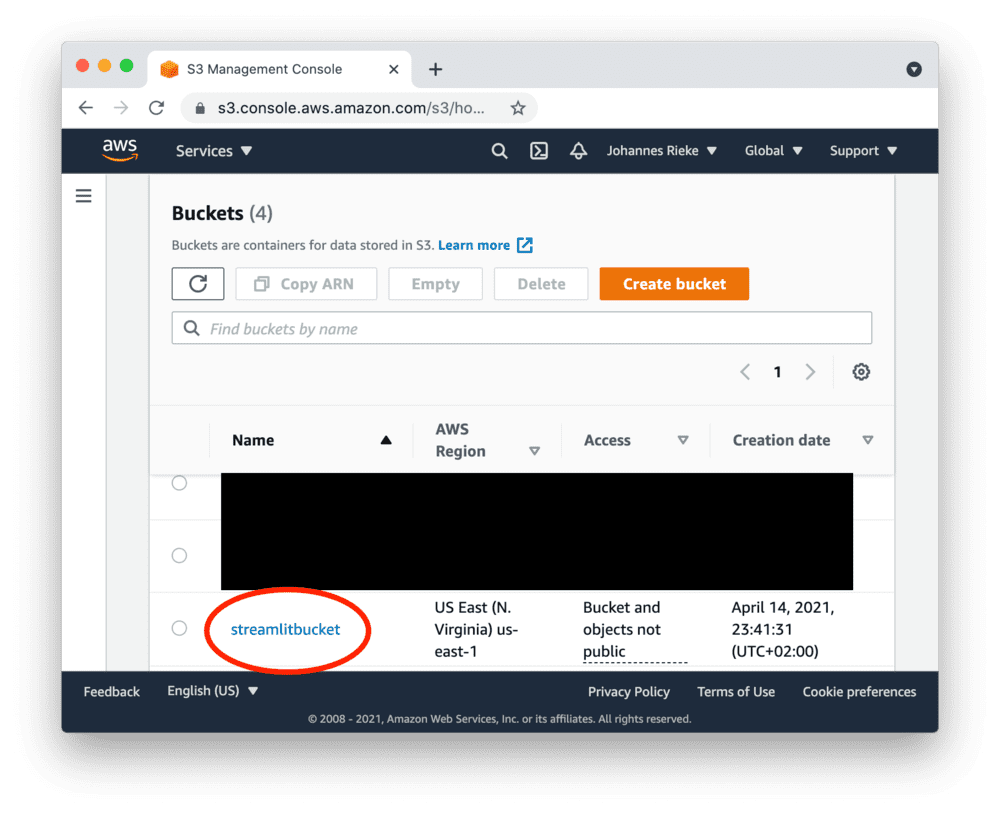 S3 Management Console
s3.console.aws.amazon.com/s3/ho...
aws Services Johannes Rieke Global Support
Buckets (4)
Buckets are containers for data stored in S3. Learn more
Copy ARN Empty Delete Create bucket
Find buckets by name
1
Name AWS Region Access Creation date
streamlitbucket
US East (N.
Virginia) us-
east-1
Bucket and
objects not
public
April 14, 2021,
23:41:31
(UTC+02:00)
Feedback English (US) Privacy Policy Terms of Use Cookie preferences
© 2008 - 2021, Amazon Web Services, Inc. or its affiliates. All rights reserved.